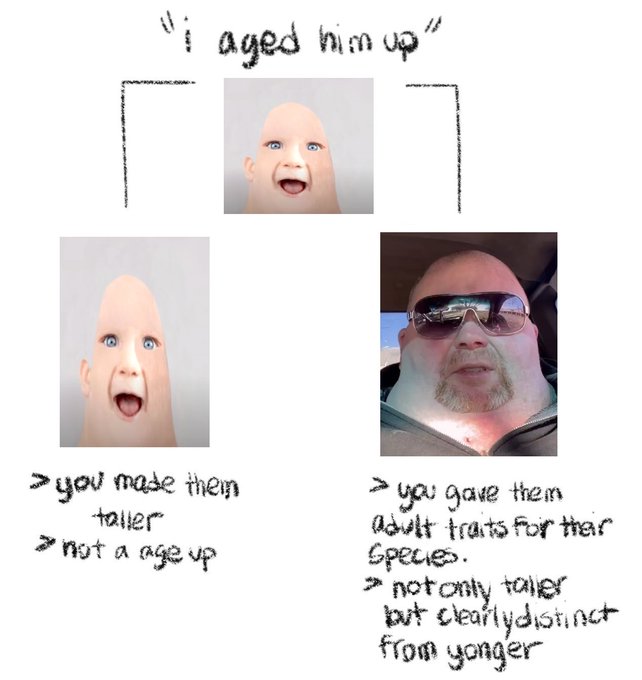 "i aged him up"
>you made them
taller
>not a age up
> you gave them
adult traits for their
species.
> not only taller
but clearly distinct
from yonger